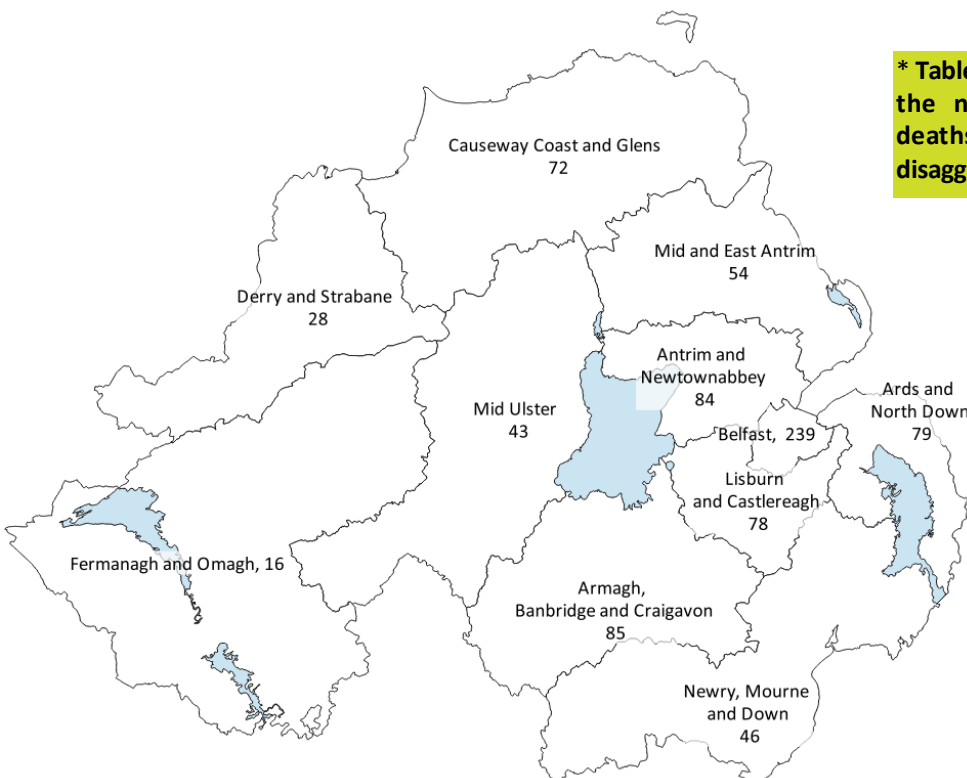 * Table
the n
deaths
disagg
Causeway Coast and Glens
72
Mid and East Antrim
54
Derry and Strabane
28
Antrim and
Newtownabbey
84
Ards and
North Down
79
Mid Ulster
43
Belfast, 239
Lisburn
and Castlereagh
78
Fermanagh and Omagh, 16
Armagh,
Banbridge and Craigavon
85
Newry, Mourne
and Down
46